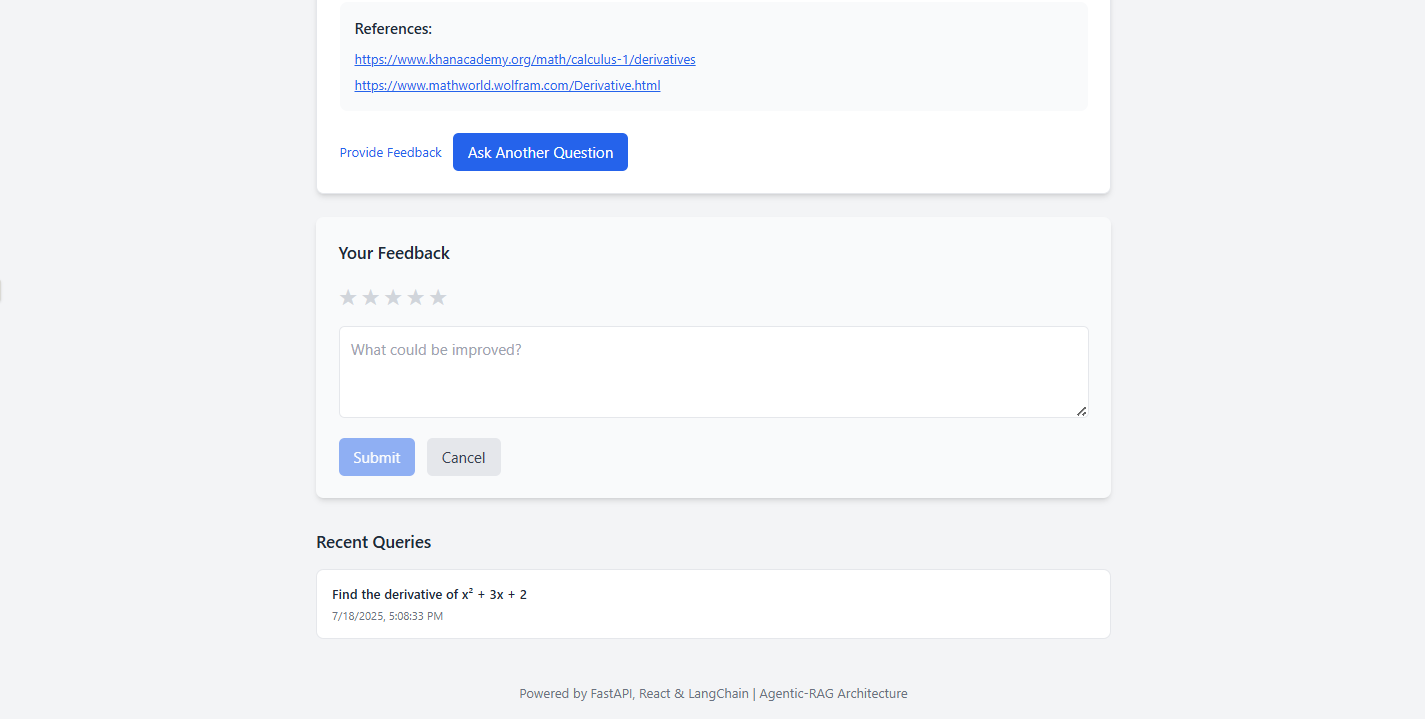 References:
https://www.khanacademy.org/math/calculus-1/derivatives
https://www.mathworld.wolfram.com/Derivative.html
Provide Feedback
Ask Another Question
Your Feedback
★★★★★
What could be improved?
Submit
Cancel
Recent Queries
Find the derivative of x² + 3x + 2
7/18/2025, 5:08:33 PM
Powered by FastAPI, React & LangChain | Agentic-RAG Architecture